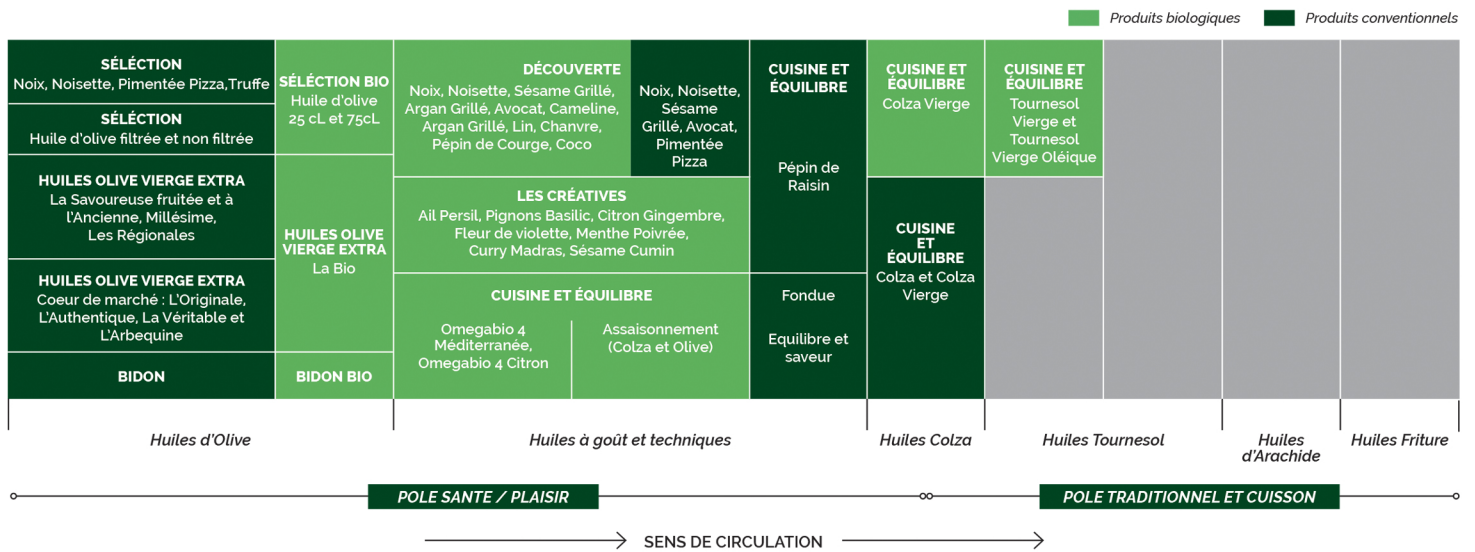 Produits biologiques
Produits conventionnels
SÉLÉCTION
Noix, Noisette, Pimentée Pizza,Truffe
SÉLÉCTION
Huile d'olive filtrée et non filtrée
HUILES OLIVE VIERGE EXTRA
La Savoureuse fruitée et à
l'Ancienne, Millésime,
Les Régionales
HUILES OLIVE VIERGE EXTRA
Coeur de marché : L'Originale,
L'Authentique, La Véritable et
L'Arbequine
BIDON
SÉLÉCTION BIO
Huile d'olive
25 cL et 75cL
HUILES OLIVE
VIERGE EXTRA
La Bio
BIDON BIO
DÉCOUVERTE
Noix, Noisette, Sésame Grillé,
Argan Grillé, Avocat, Cameline,
Argan Grillé, Lin, Chanvre,
Pépin de Courge, Coco
Noix, Noisette,
Sésame
Grillé, Avocat,
Pimentée
Pizza
LES CRÉATIVES
Ail Persil, Pignons Basilic, Citron Gingembre,
Fleur de violette, Menthe Poivrée,
Curry Madras, Sésame Cumin
CUISINE ET ÉQUILIBRE
Omegabio 4
Méditerranée,
Omegabio 4 Citron
Assaisonnement
(Colza et Olive)
CUISINE ET
ÉQUILIBRE
Pépin de
Raisin
Fondue
Equilibre et
saveur
CUISINE ET
ÉQUILIBRE
Colza Vierge
CUISINE
ET
ÉQUILIBRE
Colza et Colza
Vierge
CUISINE ET
ÉQUILIBRE
Tournesol
Vierge et
Tournesol
Vierge Oléique
Huiles d'Olive
Huiles à goût et techniques
Huiles Colza
Huiles Tournesol
Huiles
d'Arachide
Huiles Friture
POLE SANTE / PLAISIR
POLE TRADITIONNEL ET CUISSON
SENS DE CIRCULATION